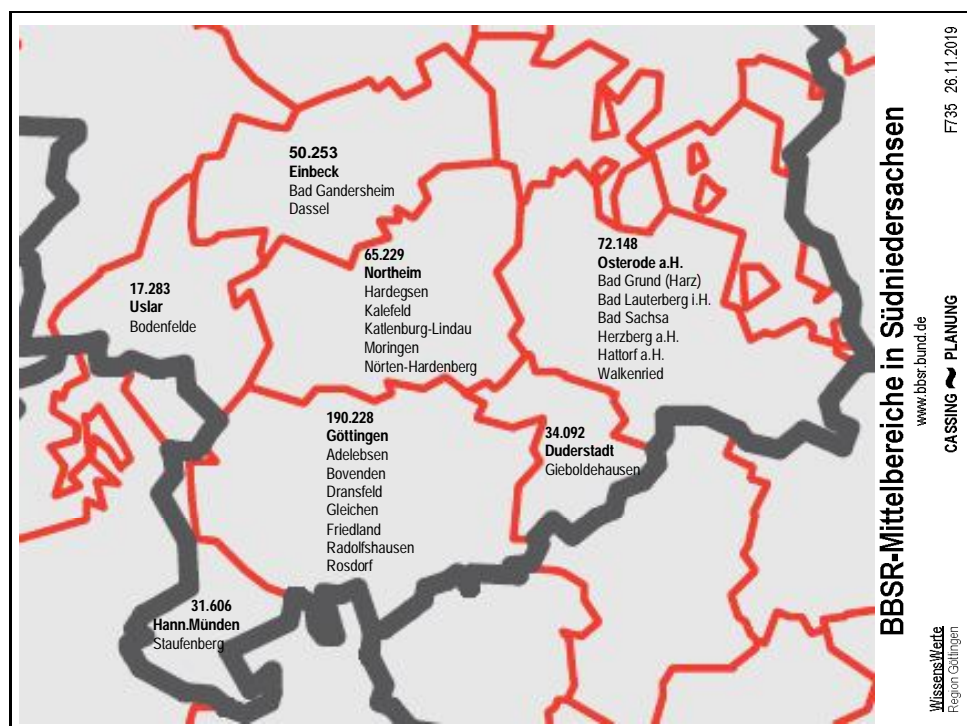 50.253
Einbeck
Bad Gandersheim
Dassel
65.229
Northeim
Hardegsen
Kalefeld
Katlenburg-Lindau
Moringen
Nörten-Hardenberg
72.148
Osterode a.H.
Bad Grund (Harz)
Bad Lauterberg i.H.
Bad Sachsa
Herzberg a.H.
Hattorf a.H.
Walkenried
17.283
Uslar
Bodenfelde
190.228
Göttingen
Adelebsen
Bovenden
Dransfeld
Gleichen
Friedland
Radolfshausen
Rosdorf
34.092
Duderstadt
Gieboldehausen
31.606
Hann.Münden
Staufenberg
BBSR-Mittelbereiche in Südniedersachsen
www.bbsr.bund.de
CASSING ~ PLANUNG
F735 26.11.2019
WissensWerte
Region Göttingen